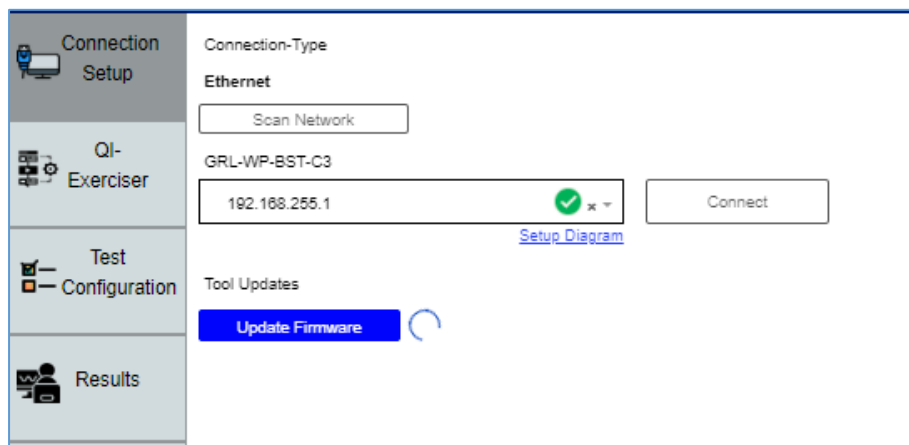 Connection
Setup
QI-
Exerciser
Test
Configuration
Results
Connection-Type
Ethernet
Scan Network
GRL-WP-BST-C3
192.168.255.1
Connect
Setup Diagram
Tool Updates
Update Firmware